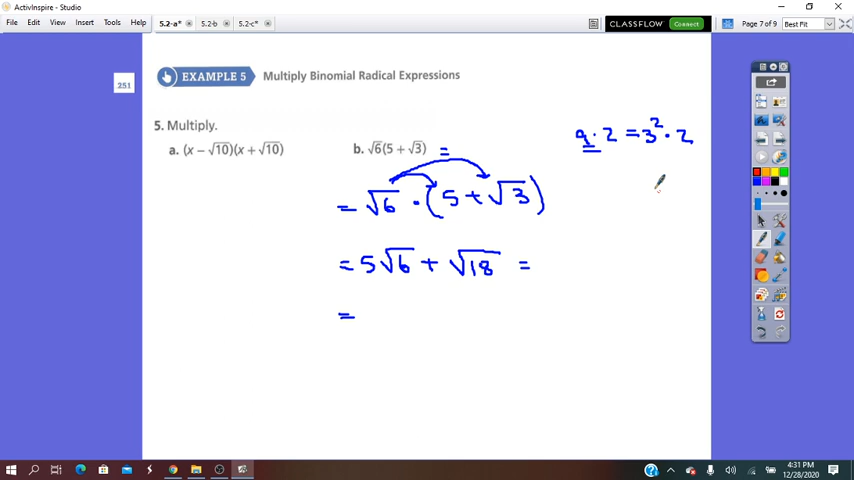 ActivInspire - Studio
File Edit View Insert Tools Help
5.2-a* 5.2-b 5.2-c*
CLASSFLOW Connect
Page 7 of 9 Best Fit
251
EXAMPLE 5 Multiply Binomial Radical Expressions
5. Multiply.
a. (x − √10)(x + √10) b. √6(5 + √3) =
9 · 2 = 3² · 2
= √6 · (5 + √3)
= 5√6 + √18 =
=
4:31 PM
12/28/2020